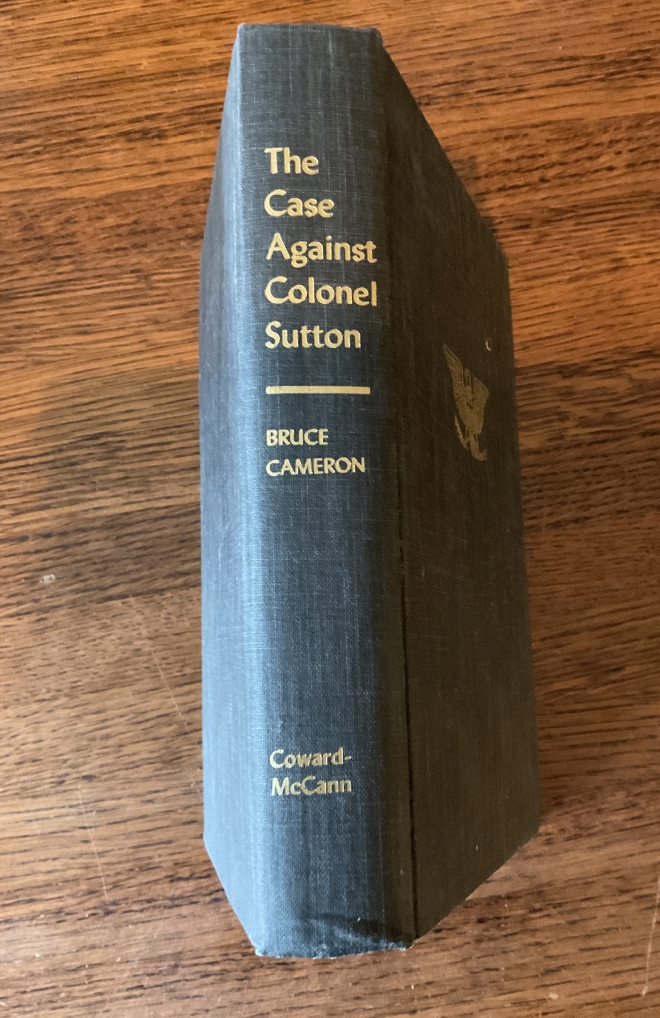 The
Case
Against
Colonel
Sutton
BRUCE
CAMERON
Coward-
McCann